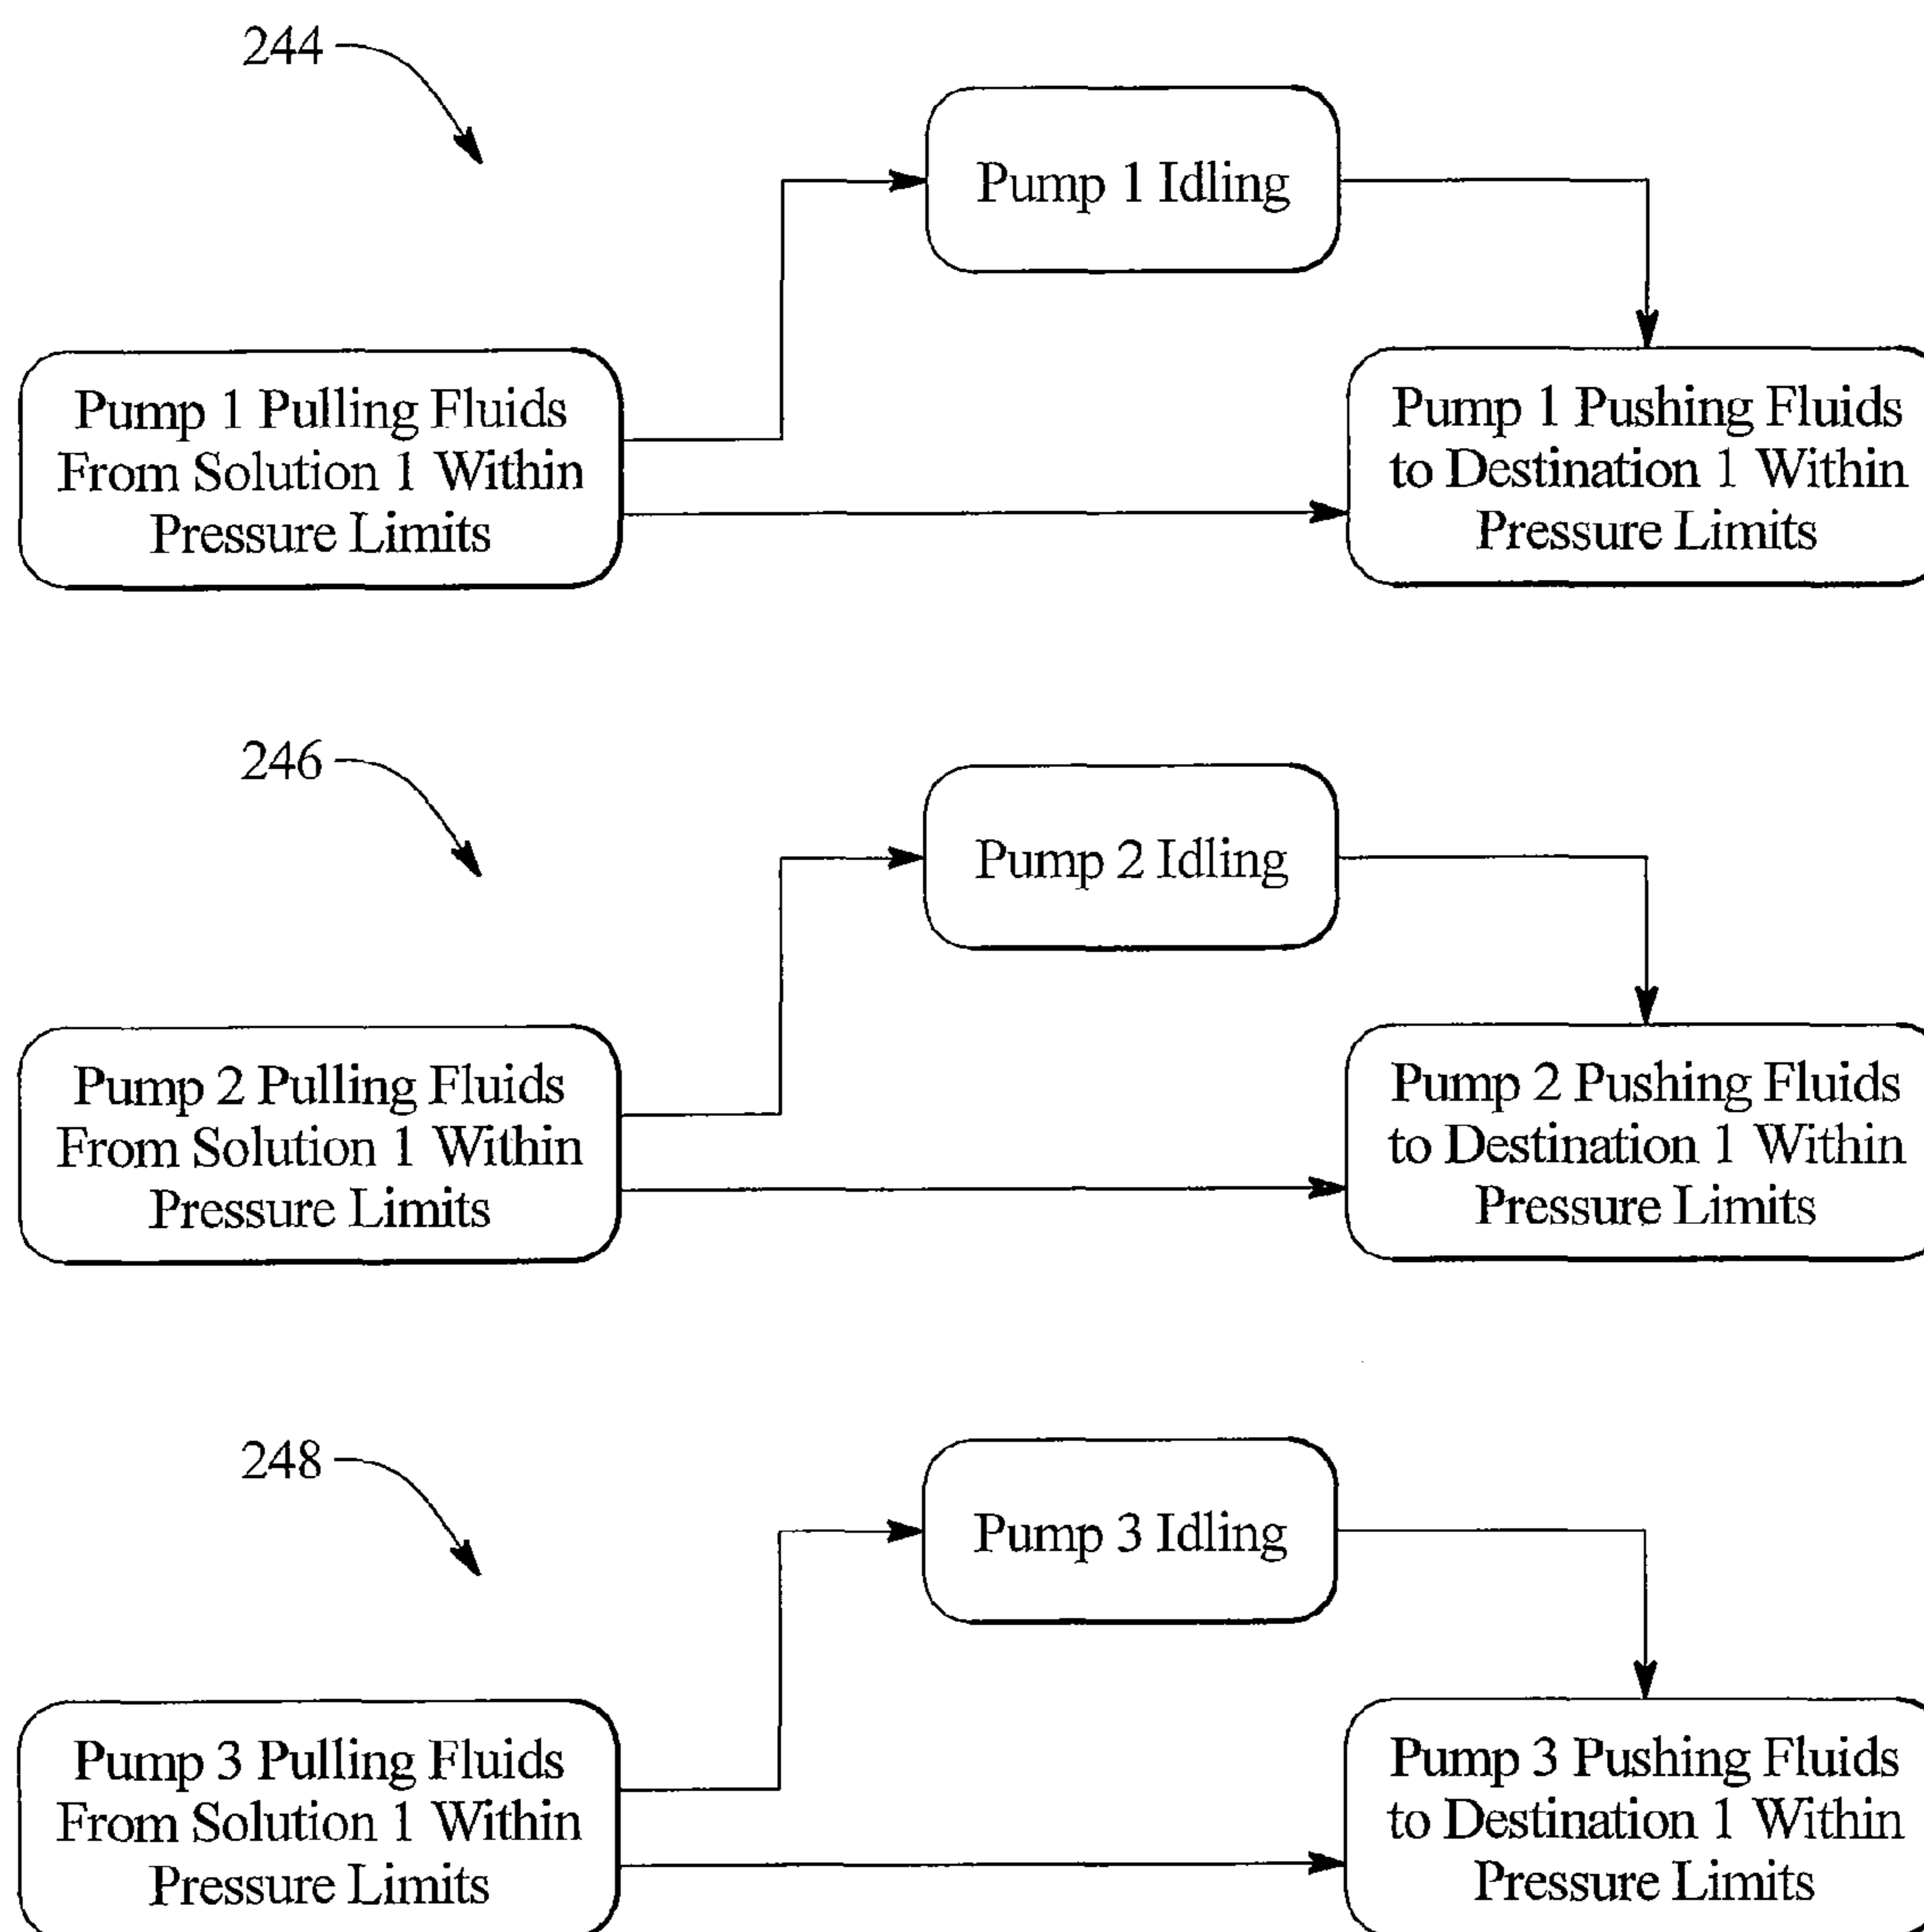 244
Pump 1 Idling
Pump 1 Pulling Fluids
From Solution 1 Within
Pressure Limits
Pump 1 Pushing Fluids
to Destination 1 Within
Pressure Limits
246
Pump 2 Idling
Pump 2 Pulling Fluids
From Solution 1 Within
Pressure Limits
Pump 2 Pushing Fluids
to Destination 1 Within
Pressure Limits
248
Pump 3 Idling
Pump 3 Pulling Fluids
From Solution 1 Within
Pressure Limits
Pump 3 Pushing Fluids
to Destination 1 Within
Pressure Limits